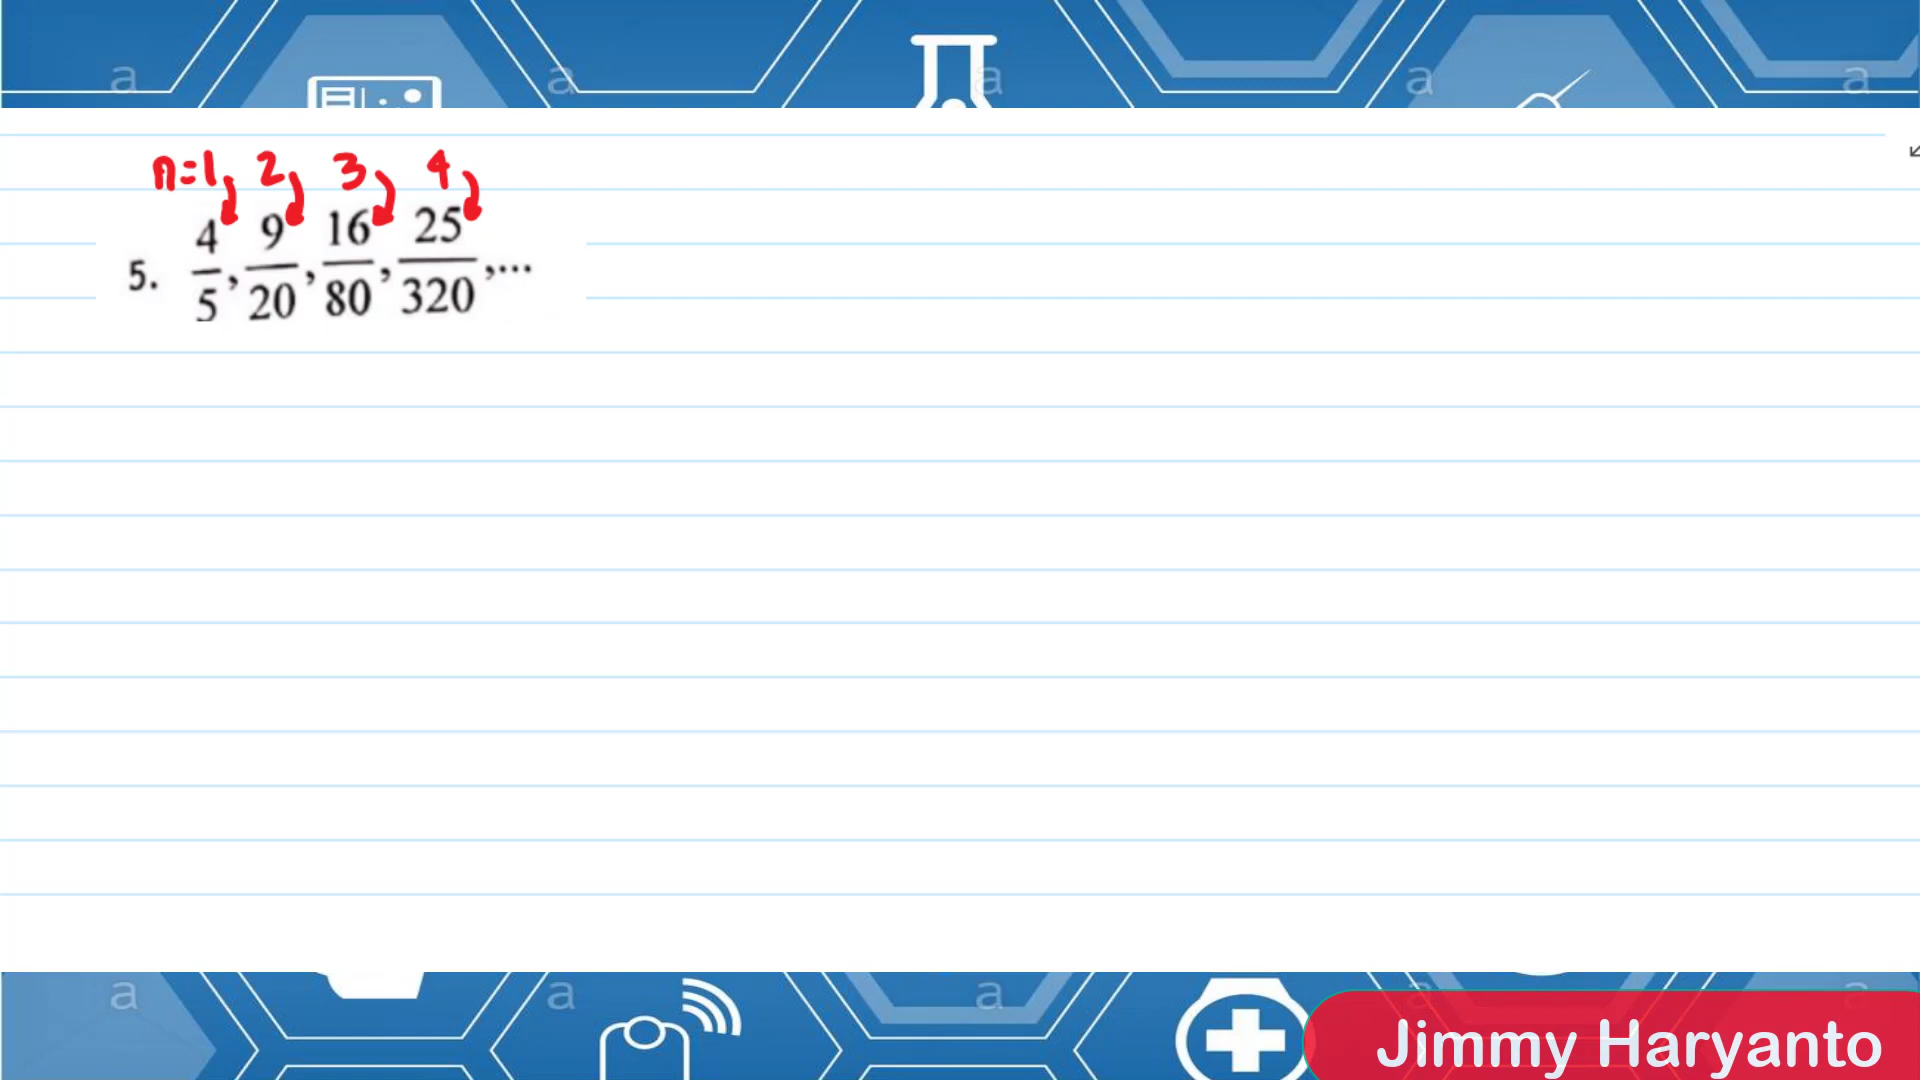 n=1, 2, 3, 4
5. 4/5, 9/20, 16/80, 25/320, ...
Jimmy Haryanto